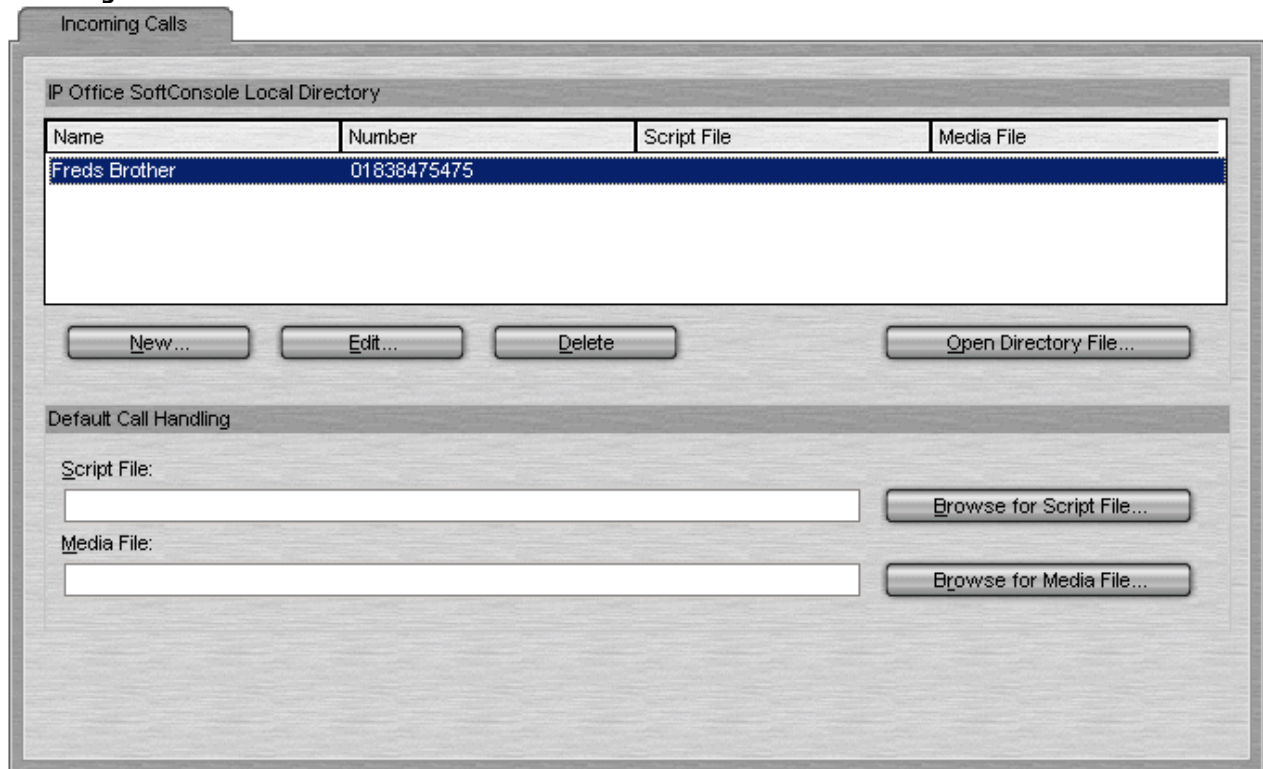 Incoming Calls
IP Office SoftConsole Local Directory
Name Number Script File Media File
Freds Brother 01838475475
New... Edit... Delete Open Directory File...
Default Call Handling
Script File:
Browse for Script File...
Media File:
Browse for Media File...